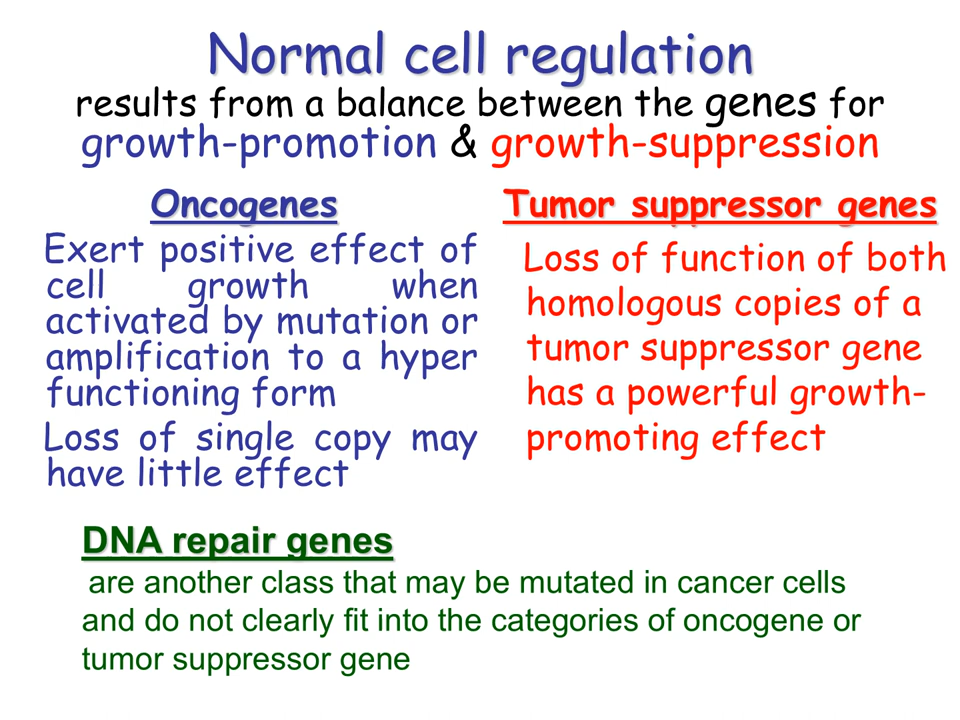 Normal cell regulation
results from a balance between the genes for
growth-promotion & growth-suppression
Oncogenes
Exert positive effect of
cell growth when
activated by mutation or
amplification to a hyper
functioning form
Loss of single copy may
have little effect
Tumor suppressor genes
Loss of function of both
homologous copies of a
tumor suppressor gene
has a powerful growth-
promoting effect
DNA repair genes
are another class that may be mutated in cancer cells
and do not clearly fit into the categories of oncogene or
tumor suppressor gene